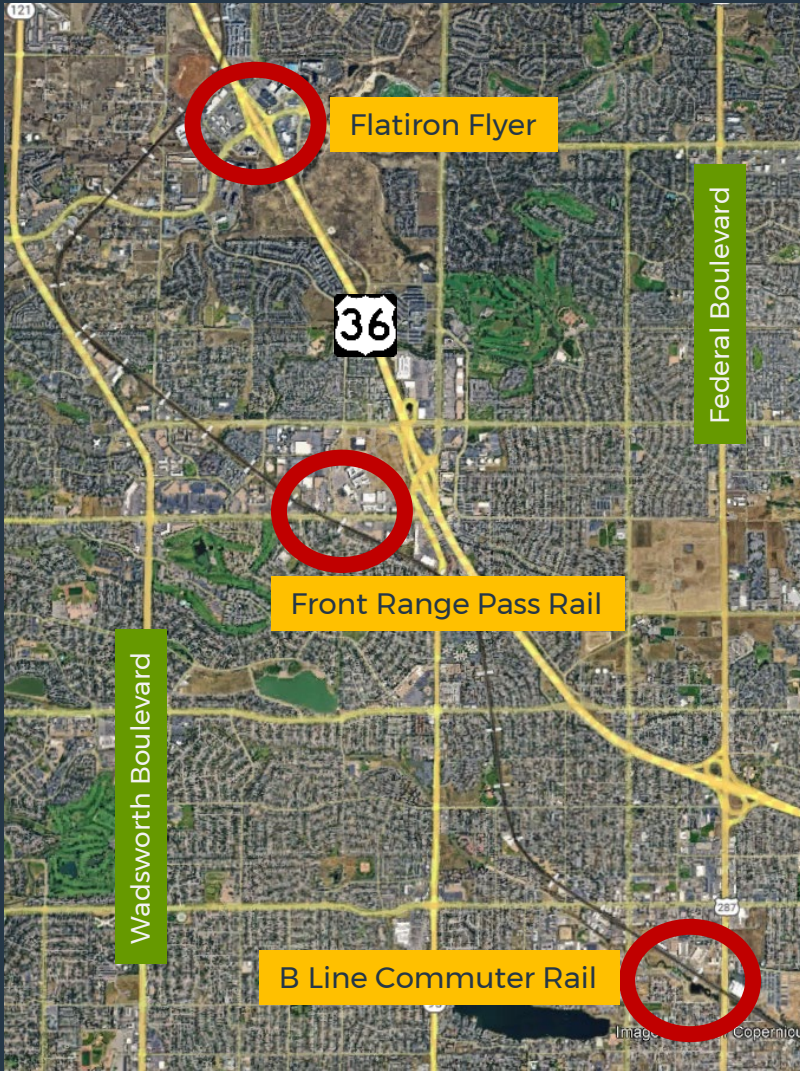 121
Flatiron Flyer
Federal Boulevard
36
Front Range Pass Rail
Wadsworth Boulevard
287
B Line Commuter Rail